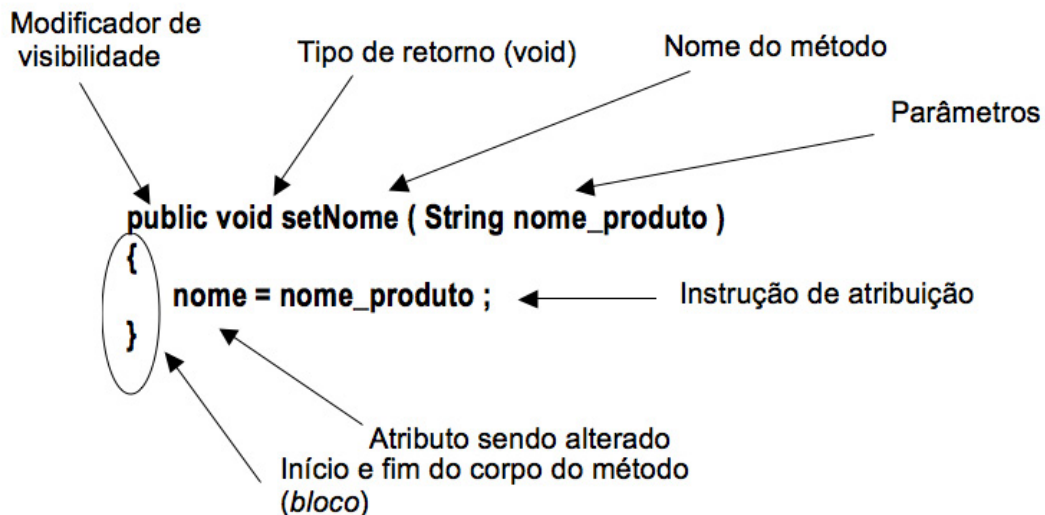 Modificador de
visibilidade
Tipo de retorno (void)
Nome do método
Parâmetros
public void setNome ( String nome_produto )
{
nome = nome_produto ;
Instrução de atribuição
}
Atributo sendo alterado
Início e fim do corpo do método
(bloco)